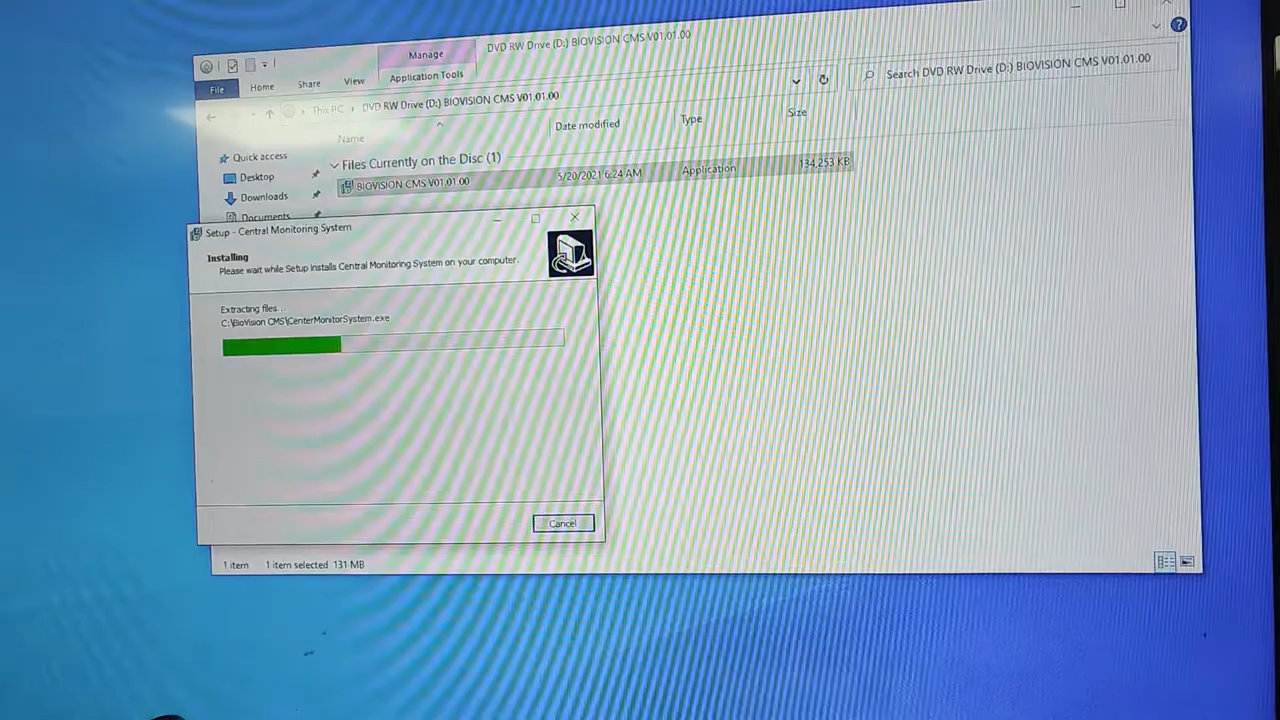 DVD RW Drive (D:) BIOVISION CMS V01.01.00
Manage
File
Home
Share
View
Application Tools
This PC › DVD RW Drive (D:) BIOVISION CMS V01.01.00
Search DVD RW Drive (D:) BIOVISION CMS V01.01.00
Name
Date modified
Type
Size
Quick access
Files Currently on the Disc (1)
Desktop
BIOVISION CMS V01.01.00
5/20/2021 6:24 AM
Application
134,253 KB
Downloads
Documents
Setup - Central Monitoring System
Installing
Please wait while Setup installs Central Monitoring System on your computer.
Extracting files...
C:\BioVision CMS\CenterMonitorSystem.exe
Cancel
1 item
1 item selected 131 MB